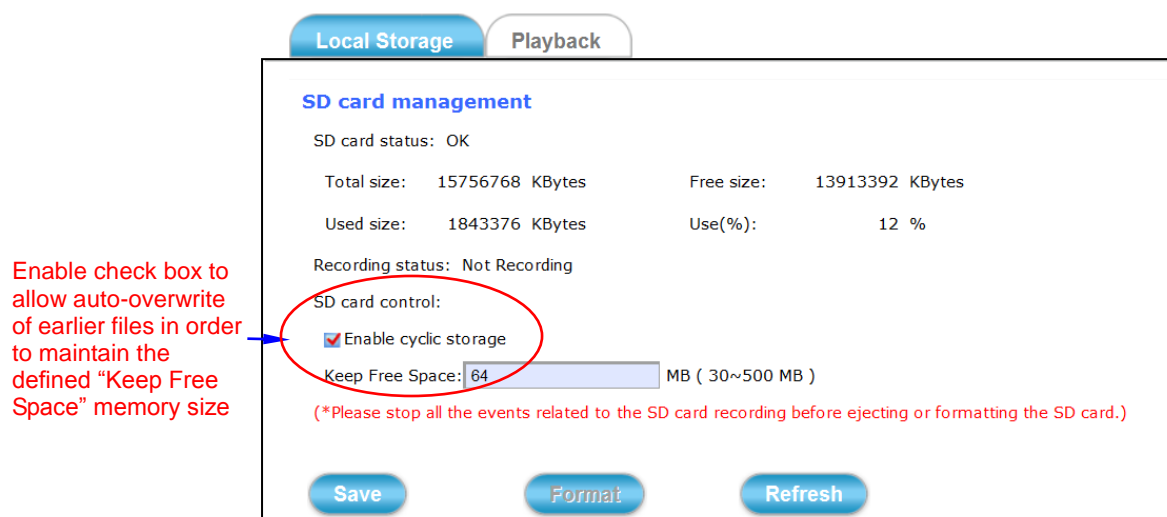 Local Storage
Playback
SD card management
SD card status: OK
Total size: 15756768 KBytes Free size: 13913392 KBytes
Used size: 1843376 KBytes Use(%): 12 %
Recording status: Not Recording
SD card control:
Enable cyclic storage
Keep Free Space: 64 MB ( 30~500 MB )
(*Please stop all the events related to the SD card recording before ejecting or formatting the SD card.)
Save Format Refresh
Enable check box to
allow auto-overwrite
of earlier files in order
to maintain the
defined “Keep Free
Space” memory size